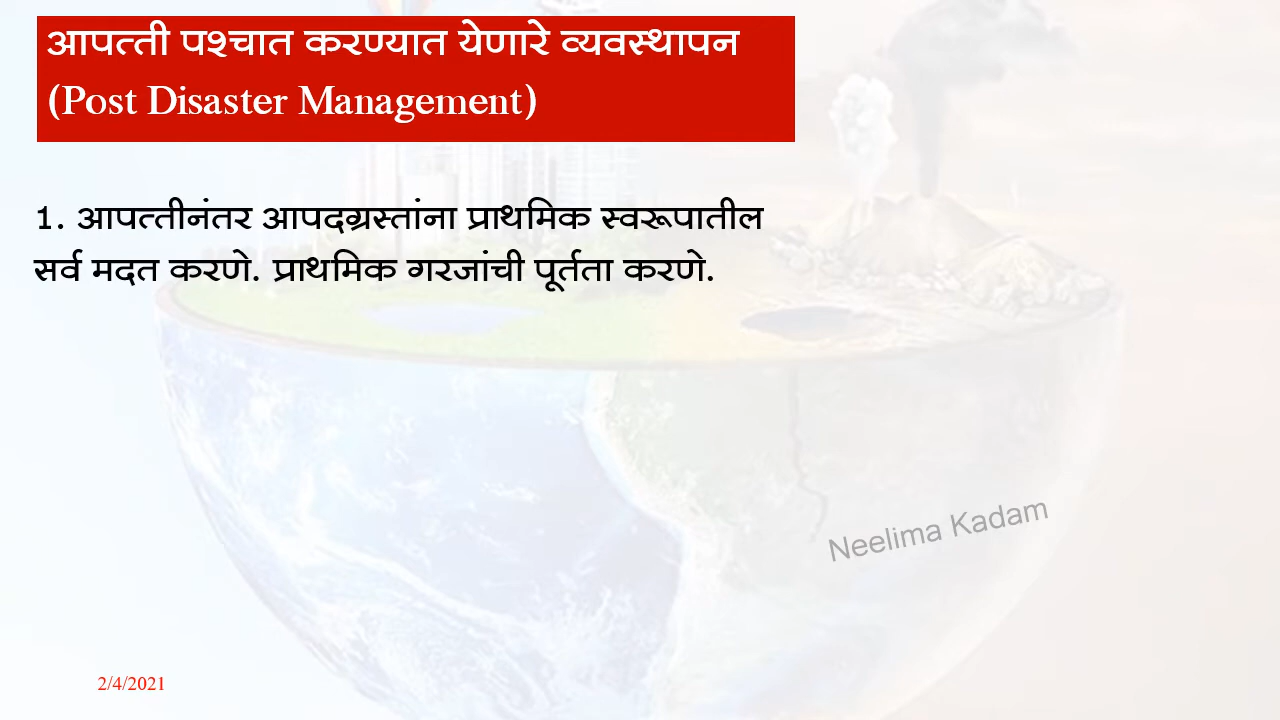 आपत्ती पश्चात करण्यात येणारे व्यवस्थापन
(Post Disaster Management)
1. आपत्तीनंतर आपदग्रस्तांना प्राथमिक स्वरूपातील
सर्व मदत करणे. प्राथमिक गरजांची पूर्तता करणे.
Neelima Kadam
2/4/2021